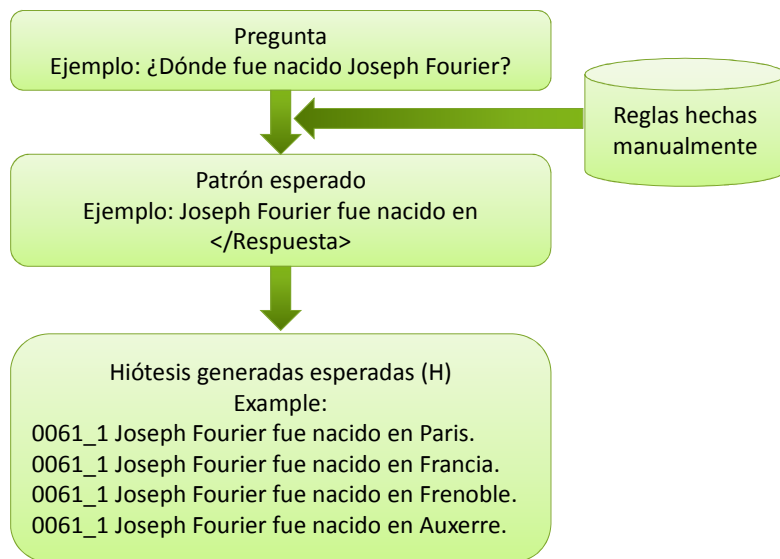 Pregunta
Ejemplo: ¿Dónde fue nacido Joseph Fourier?
Reglas hechas
manualmente
Patrón esperado
Ejemplo: Joseph Fourier fue nacido en
</Respuesta>
Hiótesis generadas esperadas (H)
Example:
0061_1 Joseph Fourier fue nacido en Paris.
0061_1 Joseph Fourier fue nacido en Francia.
0061_1 Joseph Fourier fue nacido en Frenoble.
0061_1 Joseph Fourier fue nacido en Auxerre.